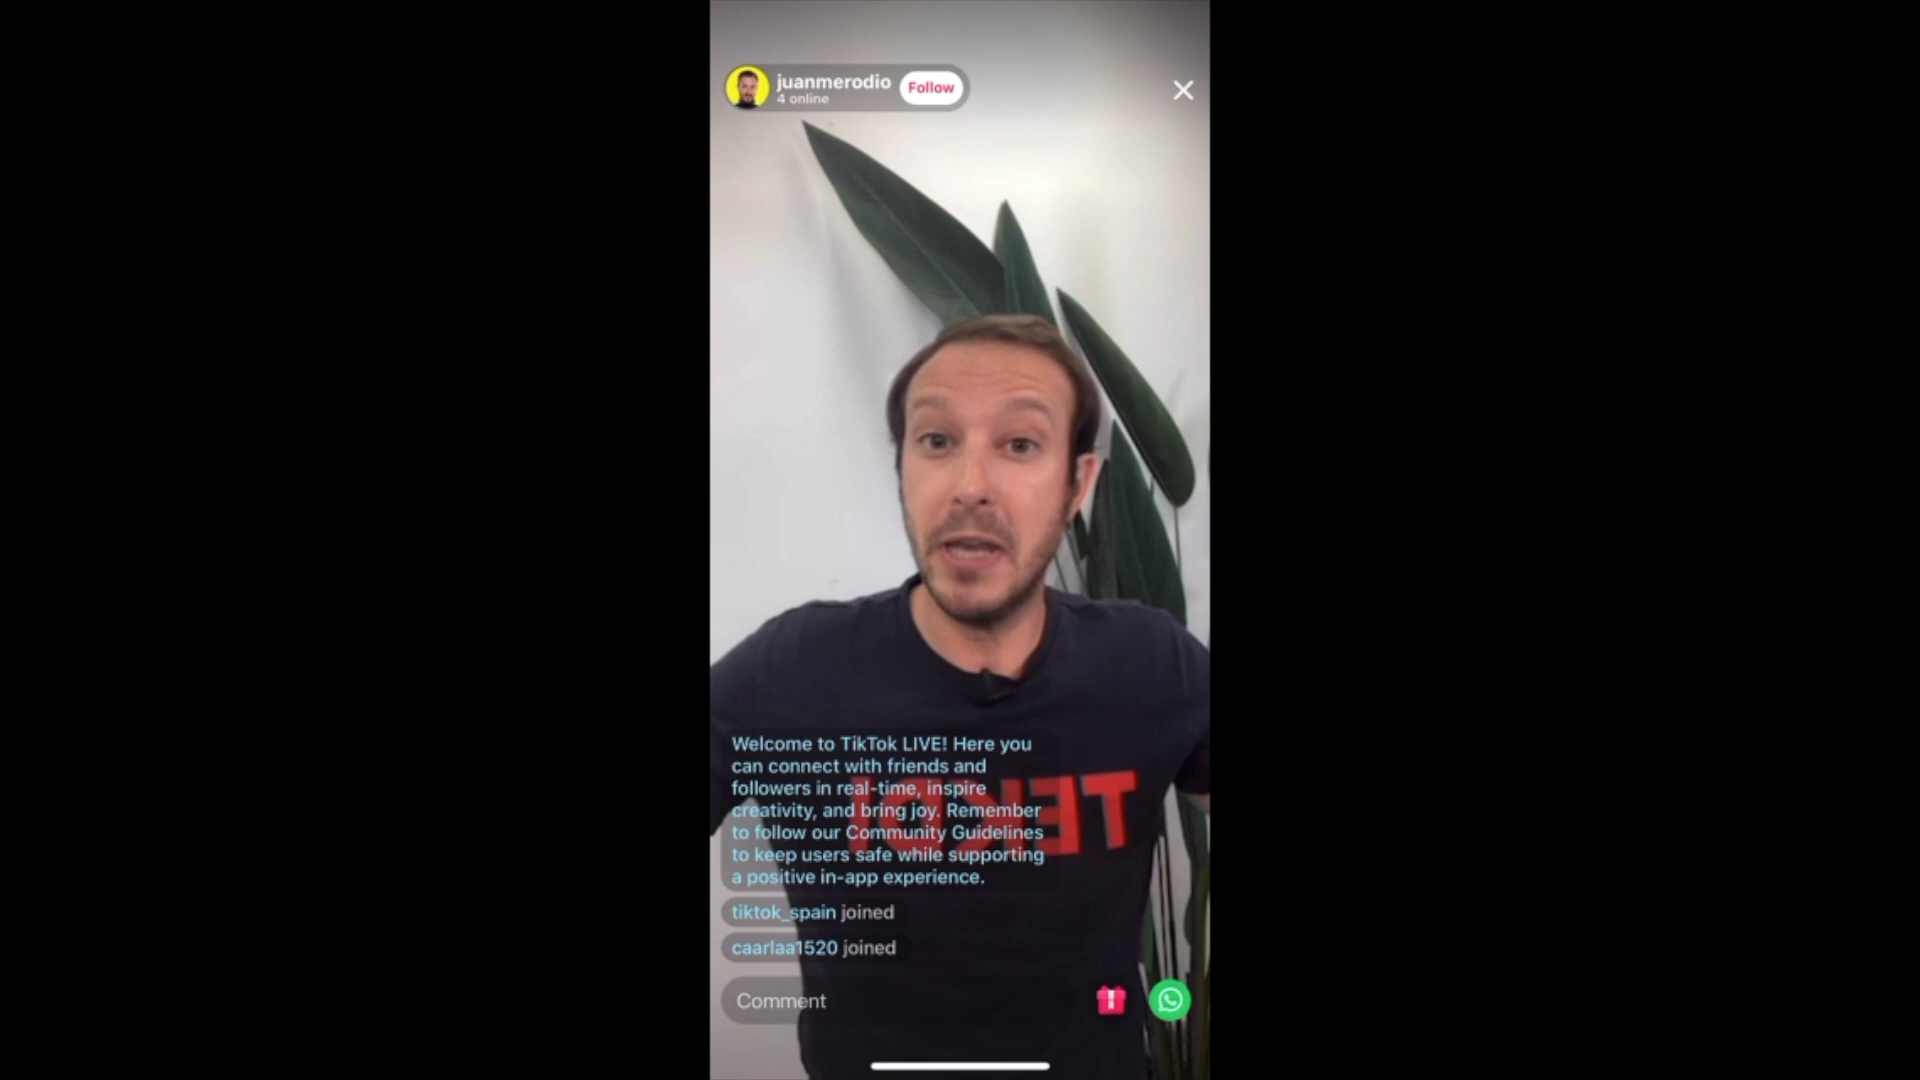 juanmerodio
4 online
Follow
Welcome to TikTok LIVE! Here you
can connect with friends and
followers in real-time, inspire
creativity, and bring joy. Remember
to follow our Community Guidelines
to keep users safe while supporting
a positive in-app experience.
TEKDI
tiktok_spain joined
caarlaa1520 joined
Comment